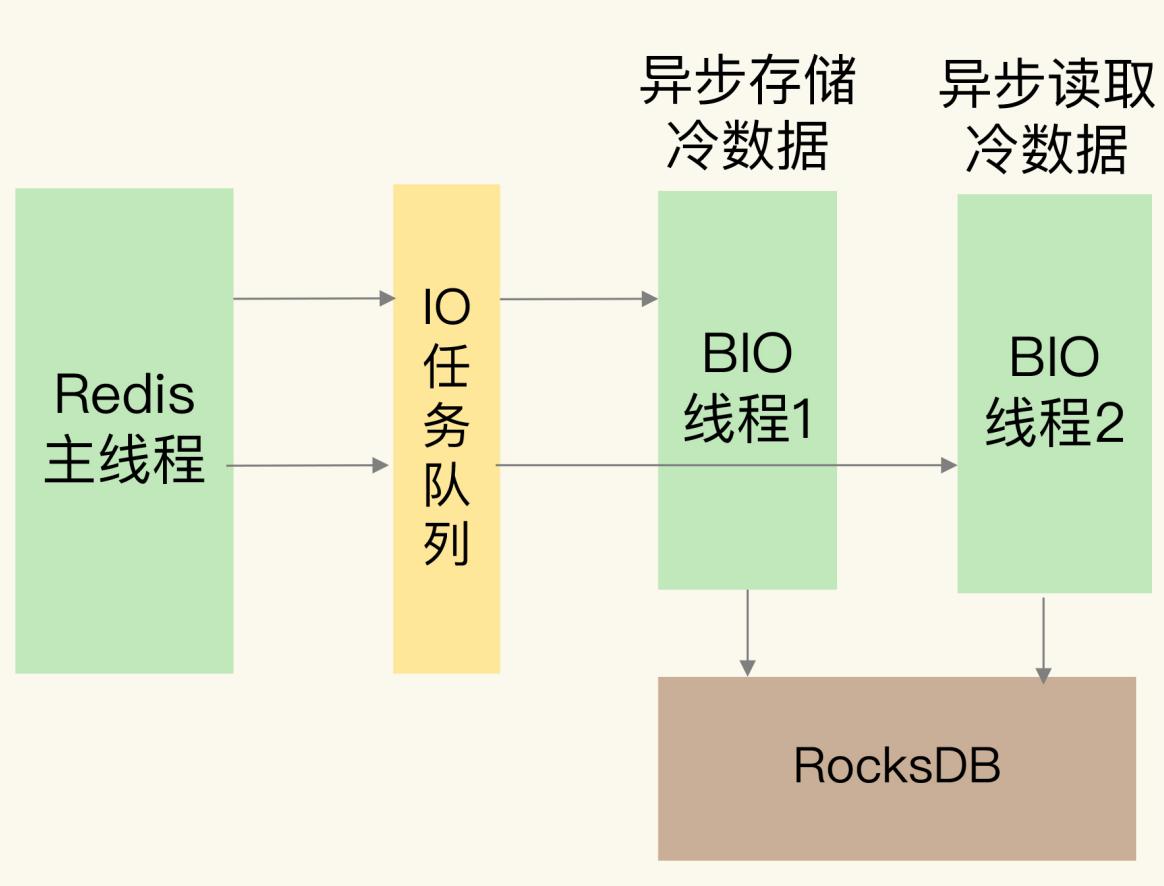 异步存储
冷数据
异步读取
冷数据
Redis
主线程
IO
任
务
队
列
BIO
线程1
BIO
线程2
RocksDB